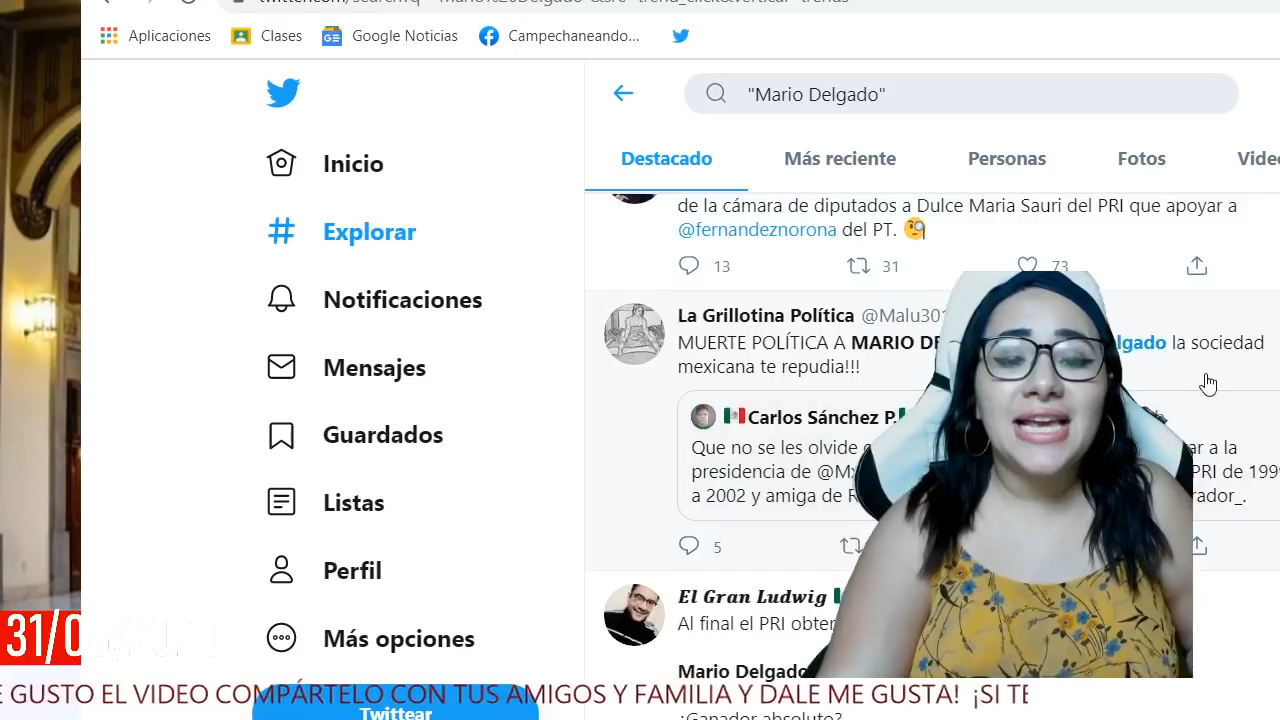 Aplicaciones
Clases
Google Noticias
Campechaneando...
"Mario Delgado"
Destacado
Más reciente
Personas
Fotos
Inicio
Explorar
Notificaciones
Mensajes
Guardados
Listas
Perfil
Más opciones
Twittear
de la cámara de diputados a Dulce Maria Sauri del PRI que apoyar a
@fernandeznorona del PT.
13 31 73
La Grillotina Política
MUERTE POLÍTICA A MARIO la sociedad
mexicana te repudia!!!
Carlos Sánchez P.
Que no se les olvide a la
presidencia de PRI de
a 2002 y amiga de
5
El Gran Ludwig
Al final el PRI
Mario Delgado
¿Ganador absoluto?
GUSTO EL VIDEO COMPÁRTELO CON TUS AMIGOS Y FAMILIA Y DALE ME GUSTA! ¡SI TE